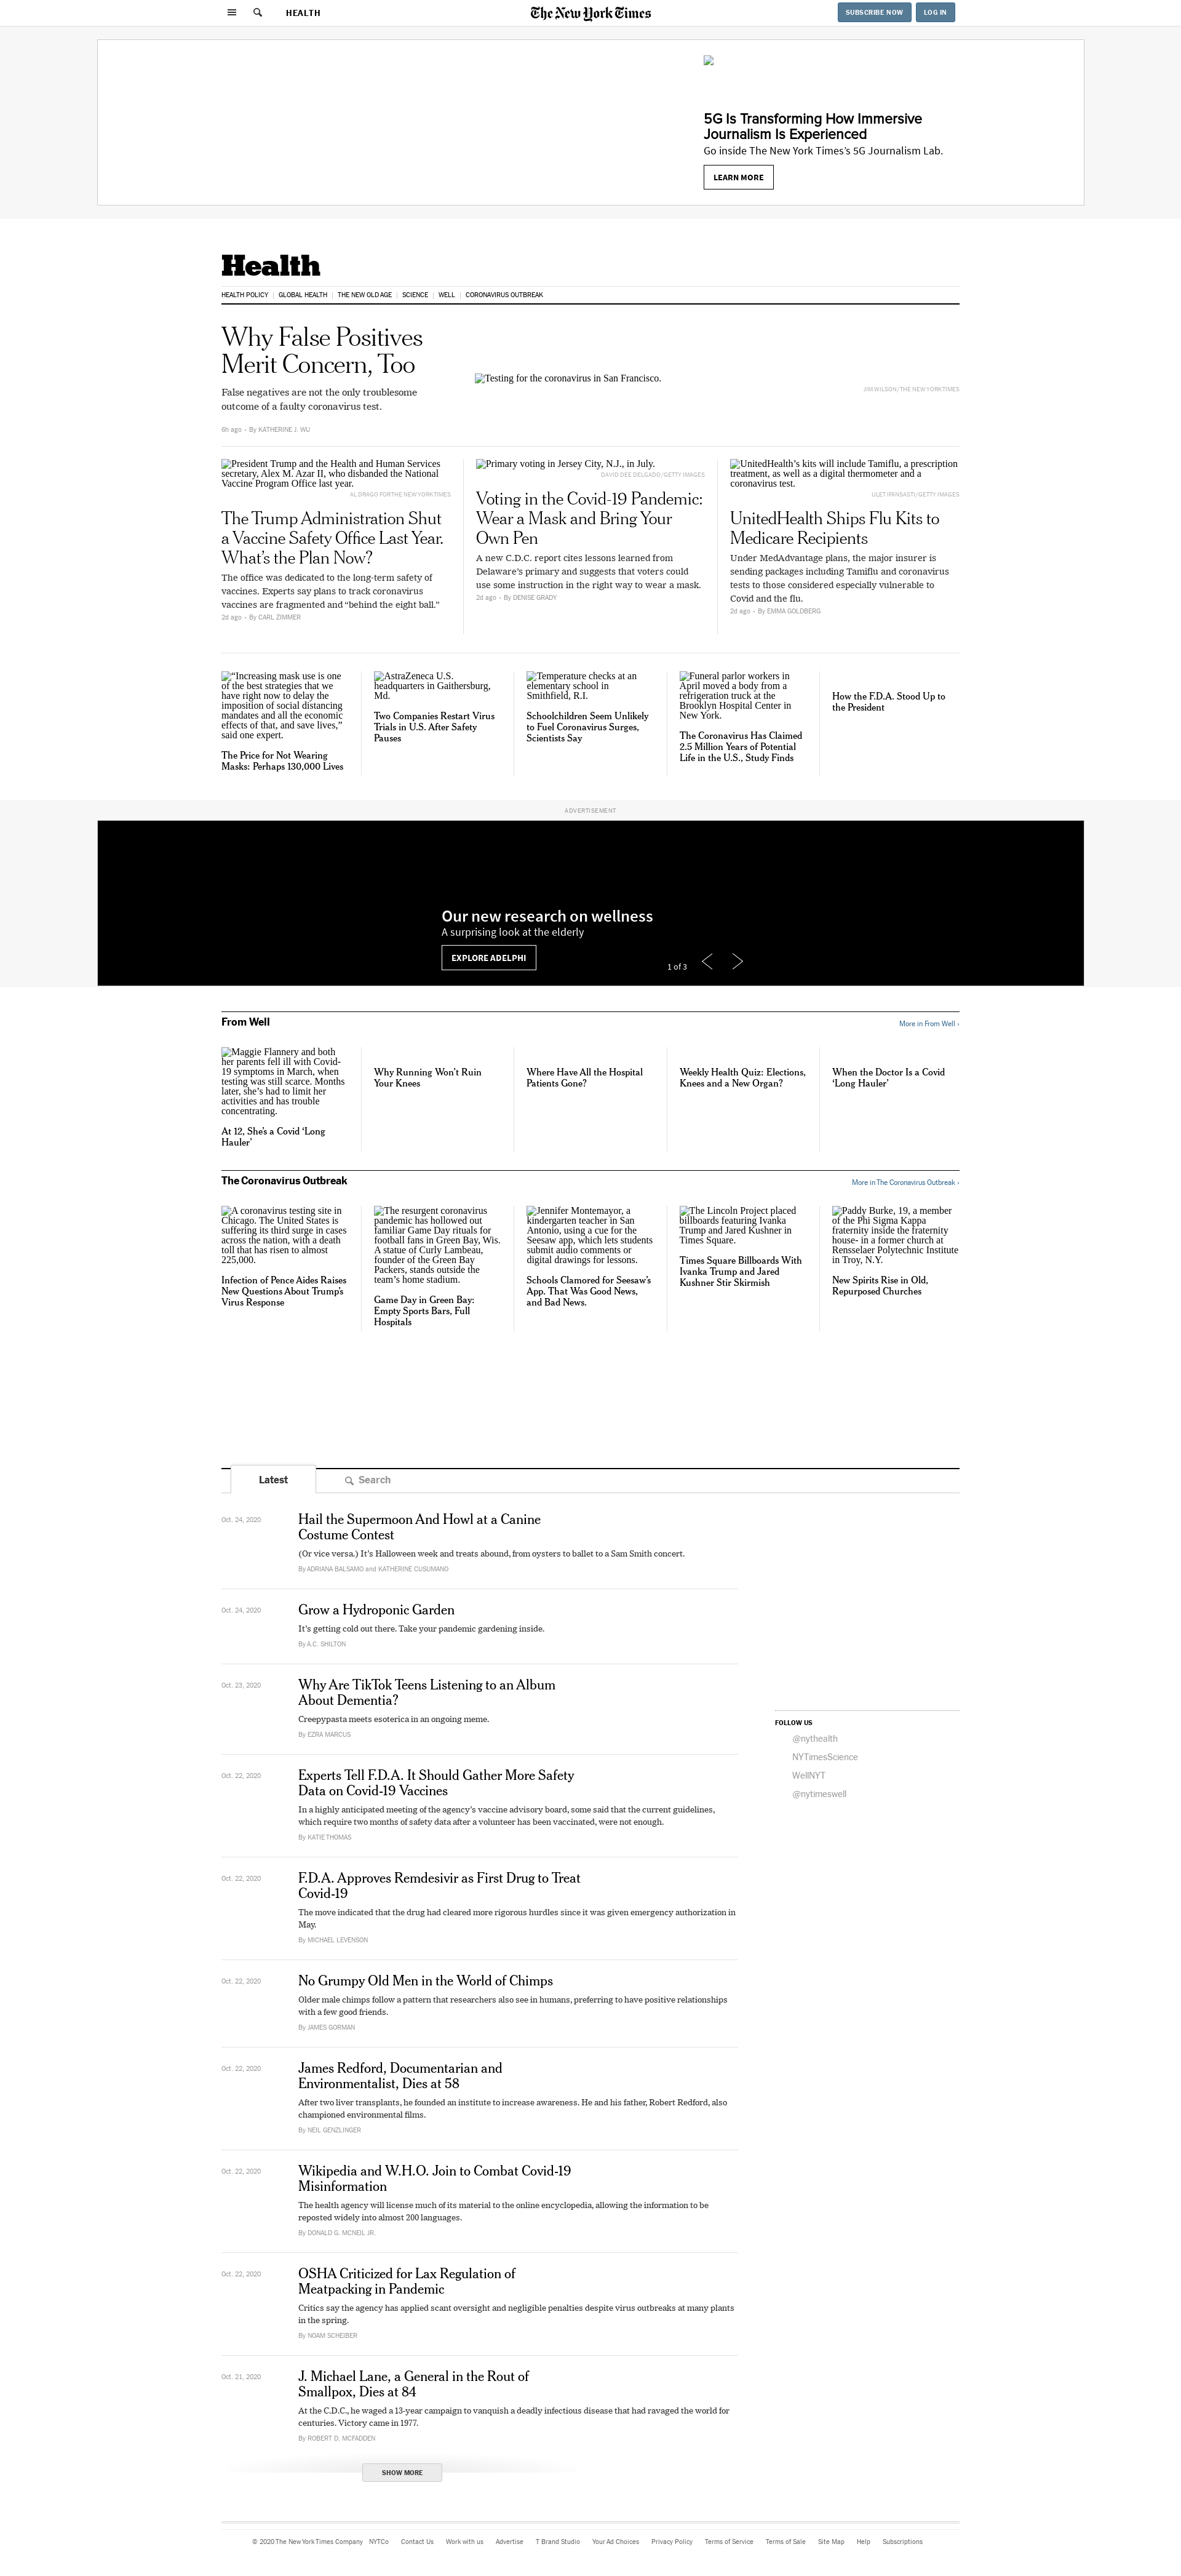 HEALTH
The New York Times
SUBSCRIBE NOW
LOG IN
5G Is Transforming How Immersive
Journalism Is Experienced
Go inside The New York Times's 5G Journalism Lab.
LEARN MORE
Health
HEALTH POLICY
GLOBAL HEALTH
THE NEW OLD AGE
SCIENCE
WELL
CORONAVIRUS OUTBREAK
Why False Positives
Merit Concern, Too
False negatives are not the only troublesome
outcome of a faulty coronavirus test.
6h ago • By KATHERINE J. WU
Testing for the coronavirus in San Francisco.
JIM WILSON/THE NEW YORK TIMES
President Trump and the Health and Human Services
secretary, Alex M. Azar II, who disbanded the National
Vaccine Program Office last year.
AL DRAGO FOR THE NEW YORK TIMES
The Trump Administration Shut
a Vaccine Safety Office Last Year.
What's the Plan Now?
The office was dedicated to the long-term safety of
vaccines. Experts say plans to track coronavirus
vaccines are fragmented and “behind the eight ball.”
2d ago • By CARL ZIMMER
Primary voting in Jersey City, N.J., in July.
DAVID DEE DELGADO/GETTY IMAGES
Voting in the Covid-19 Pandemic:
Wear a Mask and Bring Your
Own Pen
A new C.D.C. report cites lessons learned from
Delaware's primary and suggests that voters could
use some instruction in the right way to wear a mask.
2d ago • By DENISE GRADY
UnitedHealth's kits will include Tamiflu, a prescription
treatment, as well as a digital thermometer and a
coronavirus test.
ULET IFANSASTI/GETTY IMAGES
UnitedHealth Ships Flu Kits to
Medicare Recipients
Under MedAdvantage plans, the major insurer is
sending packages including Tamiflu and coronavirus
tests to those considered especially vulnerable to
Covid and the flu.
2d ago • By EMMA GOLDBERG
“Increasing mask use is one
of the best strategies that we
have right now to delay the
imposition of social distancing
mandates and all the economic
effects of that, and save lives,”
said one expert.
The Price for Not Wearing
Masks: Perhaps 130,000 Lives
AstraZeneca U.S.
headquarters in Gaithersburg,
Md.
Two Companies Restart Virus
Trials in U.S. After Safety
Pauses
Temperature checks at an
elementary school in
Smithfield, R.I.
Schoolchildren Seem Unlikely
to Fuel Coronavirus Surges,
Scientists Say
Funeral parlor workers in
April moved a body from a
refrigeration truck at the
Brooklyn Hospital Center in
New York.
The Coronavirus Has Claimed
2.5 Million Years of Potential
Life in the U.S., Study Finds
How the F.D.A. Stood Up to
the President
ADVERTISEMENT
Our new research on wellness
A surprising look at the elderly
EXPLORE ADELPHI
1 of 3
From Well
More in From Well ›
Maggie Flannery and both
her parents fell ill with Covid-
19 symptoms in March, when
testing was still scarce. Months
later, she's had to limit her
activities and has trouble
concentrating.
At 12, She's a Covid ‘Long
Hauler’
Why Running Won't Ruin
Your Knees
Where Have All the Hospital
Patients Gone?
Weekly Health Quiz: Elections,
Knees and a New Organ?
When the Doctor Is a Covid
‘Long Hauler’
The Coronavirus Outbreak
More in The Coronavirus Outbreak ›
A coronavirus testing site in
Chicago. The United States is
suffering its third surge in cases
across the nation, with a death
toll that has risen to almost
225,000.
Infection of Pence Aides Raises
New Questions About Trump's
Virus Response
The resurgent coronavirus
pandemic has hollowed out
familiar Game Day rituals for
football fans in Green Bay, Wis.
A statue of Curly Lambeau,
founder of the Green Bay
Packers, stands outside the
team's home stadium.
Game Day in Green Bay:
Empty Sports Bars, Full
Hospitals
Jennifer Montemayor, a
kindergarten teacher in San
Antonio, using a cue for the
Seesaw app, which lets students
submit audio comments or
digital drawings for lessons.
Schools Clamored for Seesaw's
App. That Was Good News,
and Bad News.
The Lincoln Project placed
billboards featuring Ivanka
Trump and Jared Kushner in
Times Square.
Times Square Billboards With
Ivanka Trump and Jared
Kushner Stir Skirmish
Paddy Burke, 19, a member
of the Phi Sigma Kappa
fraternity inside the fraternity
house- in a former church at
Rensselaer Polytechnic Institute
in Troy, N.Y.
New Spirits Rise in Old,
Repurposed Churches
Latest
Search
Oct. 24, 2020
Hail the Supermoon And Howl at a Canine
Costume Contest
(Or vice versa.) It's Halloween week and treats abound, from oysters to ballet to a Sam Smith concert.
By ADRIANA BALSAMO and KATHERINE CUSUMANO
Oct. 24, 2020
Grow a Hydroponic Garden
It's getting cold out there. Take your pandemic gardening inside.
By A.C. SHILTON
Oct. 23, 2020
Why Are TikTok Teens Listening to an Album
About Dementia?
Creepypasta meets esoterica in an ongoing meme.
By EZRA MARCUS
Oct. 22, 2020
Experts Tell F.D.A. It Should Gather More Safety
Data on Covid-19 Vaccines
In a highly anticipated meeting of the agency's vaccine advisory board, some said that the current guidelines,
which require two months of safety data after a volunteer has been vaccinated, were not enough.
By KATIE THOMAS
Oct. 22, 2020
F.D.A. Approves Remdesivir as First Drug to Treat
Covid-19
The move indicated that the drug had cleared more rigorous hurdles since it was given emergency authorization in
May.
By MICHAEL LEVENSON
Oct. 22, 2020
No Grumpy Old Men in the World of Chimps
Older male chimps follow a pattern that researchers also see in humans, preferring to have positive relationships
with a few good friends.
By JAMES GORMAN
Oct. 22, 2020
James Redford, Documentarian and
Environmentalist, Dies at 58
After two liver transplants, he founded an institute to increase awareness. He and his father, Robert Redford, also
championed environmental films.
By NEIL GENZLINGER
Oct. 22, 2020
Wikipedia and W.H.O. Join to Combat Covid-19
Misinformation
The health agency will license much of its material to the online encyclopedia, allowing the information to be
reposted widely into almost 200 languages.
By DONALD G. MCNEIL JR.
Oct. 22, 2020
OSHA Criticized for Lax Regulation of
Meatpacking in Pandemic
Critics say the agency has applied scant oversight and negligible penalties despite virus outbreaks at many plants
in the spring.
By NOAM SCHEIBER
Oct. 21, 2020
J. Michael Lane, a General in the Rout of
Smallpox, Dies at 84
At the C.D.C., he waged a 13-year campaign to vanquish a deadly infectious disease that had ravaged the world for
centuries. Victory came in 1977.
By ROBERT D. MCFADDEN
SHOW MORE
FOLLOW US
@nythealth
NYTimesScience
WellNYT
@nytimeswell
© 2020 The New York Times Company
NYTCo
Contact Us
Work with us
Advertise
T Brand Studio
Your Ad Choices
Privacy Policy
Terms of Service
Terms of Sale
Site Map
Help
Subscriptions